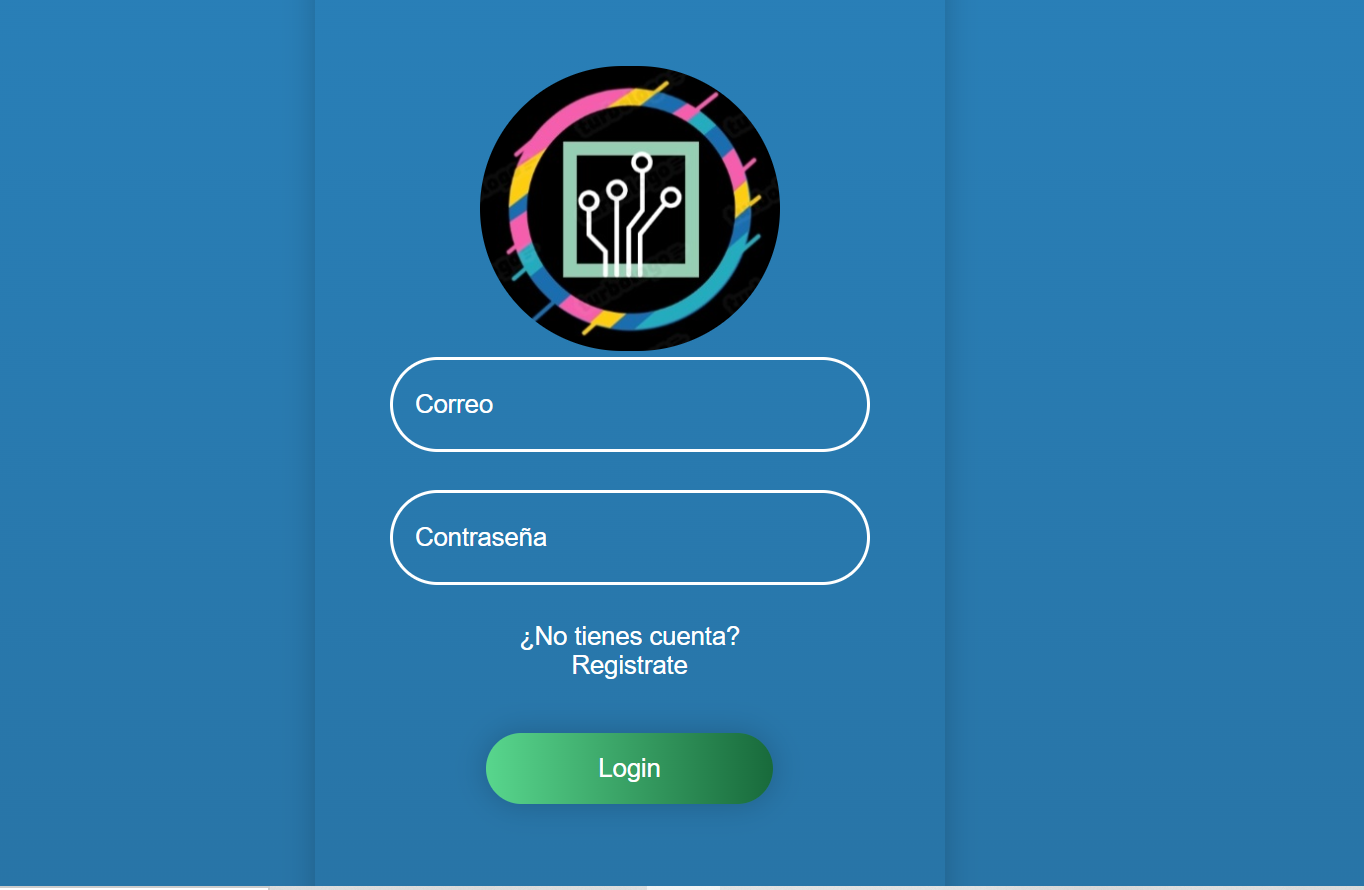 Correo
Contraseña
¿No tienes cuenta?
Registrate
Login